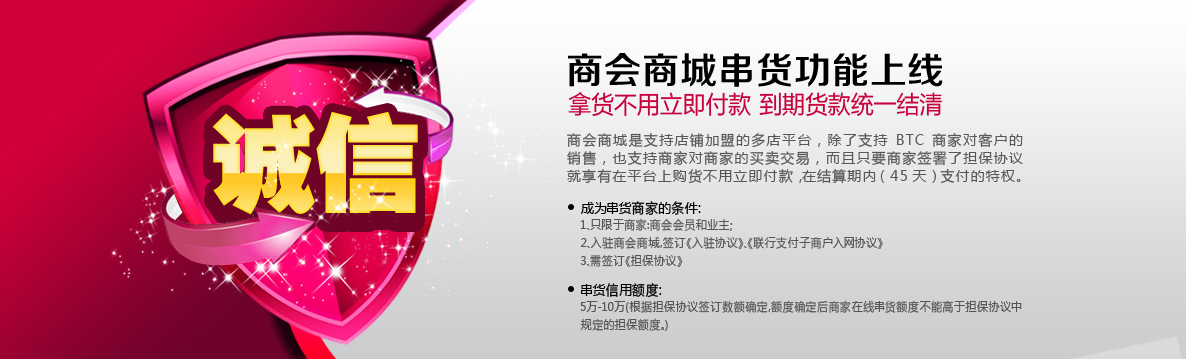 诚信
商会商城串货功能上线
拿货不用立即付款 到期货款统一结清
商会商城是支持店铺加盟的多店平台，除了支持 BTC 商家对客户的
销售，也支持商家对商家的买卖交易，而且只要商家签署了担保协议
就享有在平台上购货不用立即付款,在结算期内（45天）支付的特权。
• 成为串货商家的条件:
1.只限于商家:商会会员和业主;
2.入驻商会商城,签订《入驻协议》、《联行支付子商户入网协议》
3.需签订《担保协议》
• 串货信用额度:
5万-10万(根据担保协议签订数额确定,额度确定后商家在线串货额度不能高于担保协议中
规定的担保额度。)